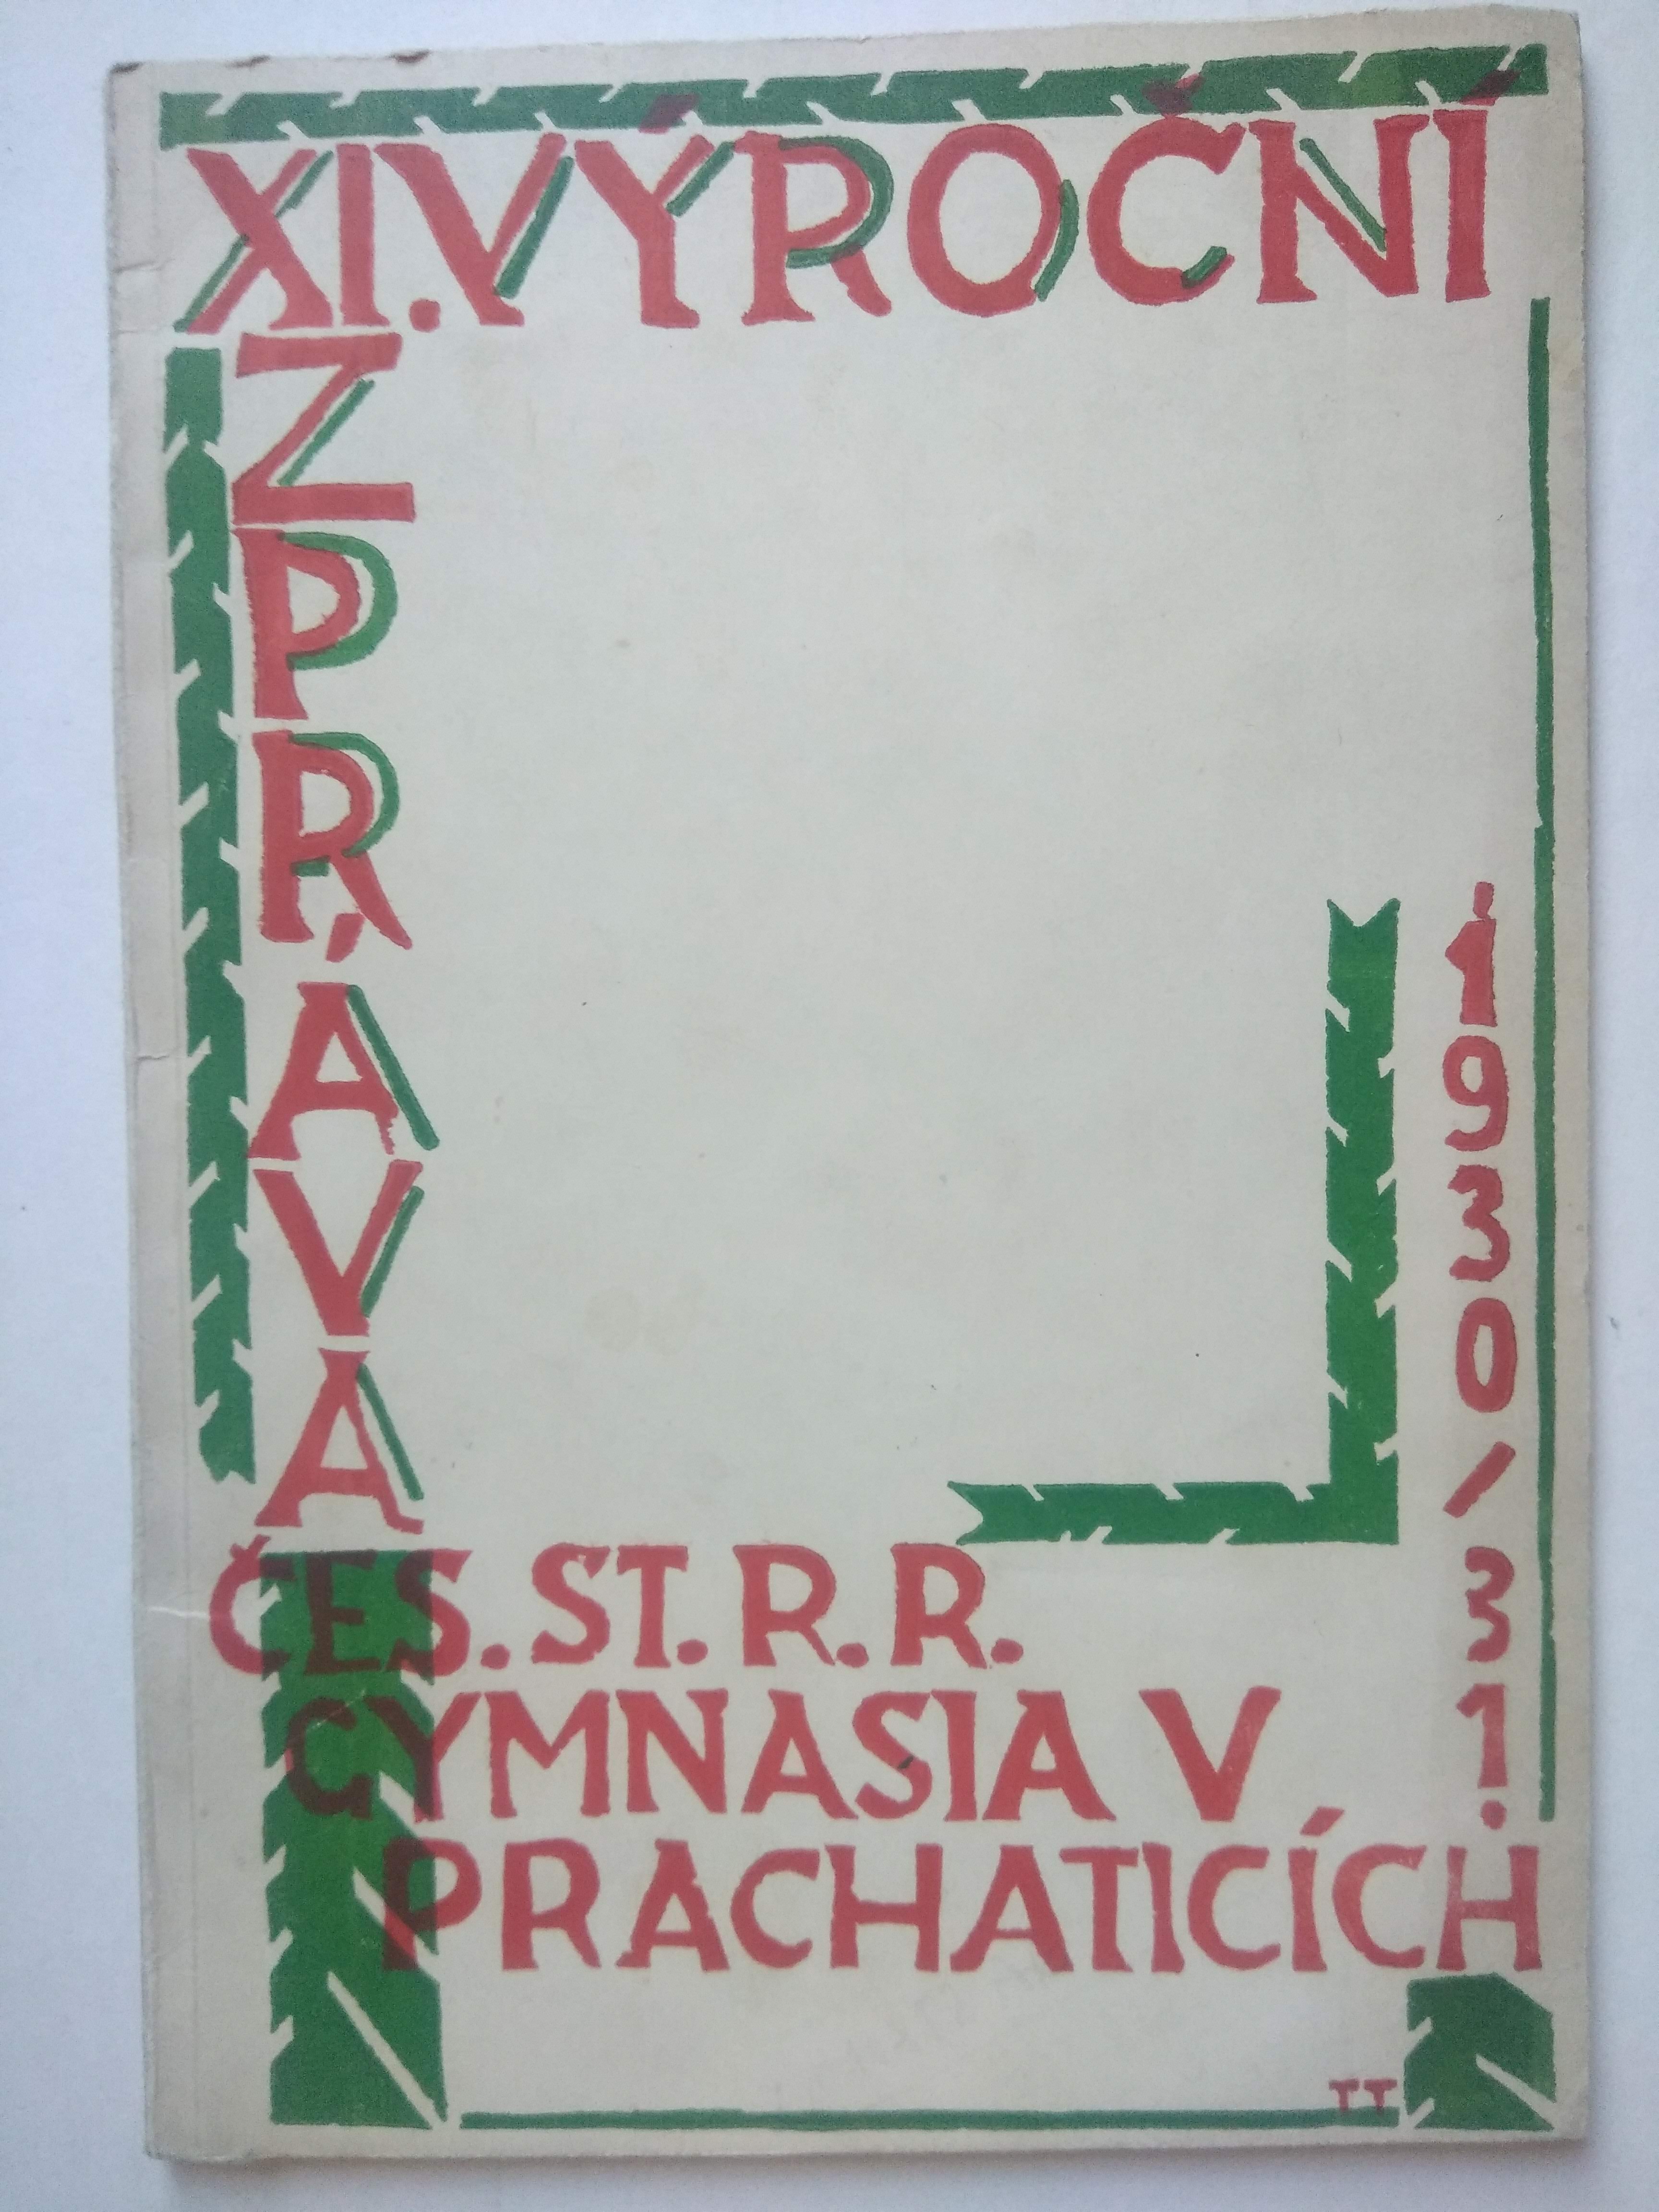 XI. VÝROČNÍ
ZPRÁVA
ČES. ST. R. R.
GYMNASIA V
PRACHATICÍCH
1930/31.
TT